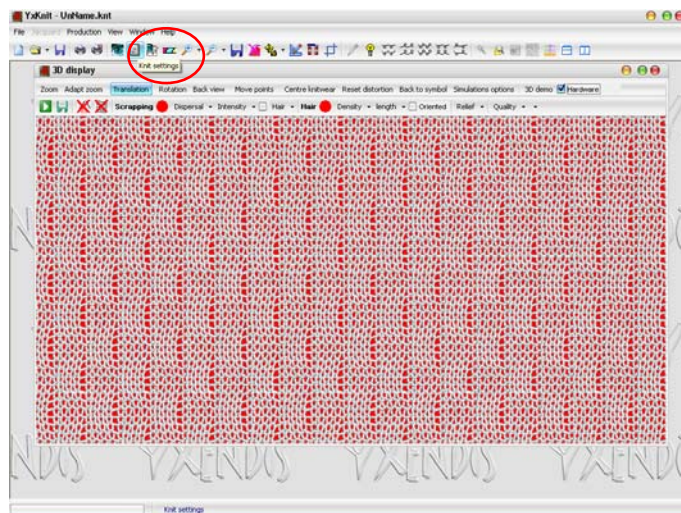 YxKnit - UnName.knt
File Jacquard Production View Window Help
Knit settings
3D display
Zoom Adapt zoom Translation Rotation Back view Move points Centre knitwear Reset distortion Back to symbol Simulations options 3D demo Hardware
Scrapping Dispersal Intensity Hair Hair Density length Oriented Relief Quality
YXENDIS YXENDIS
Knit settings